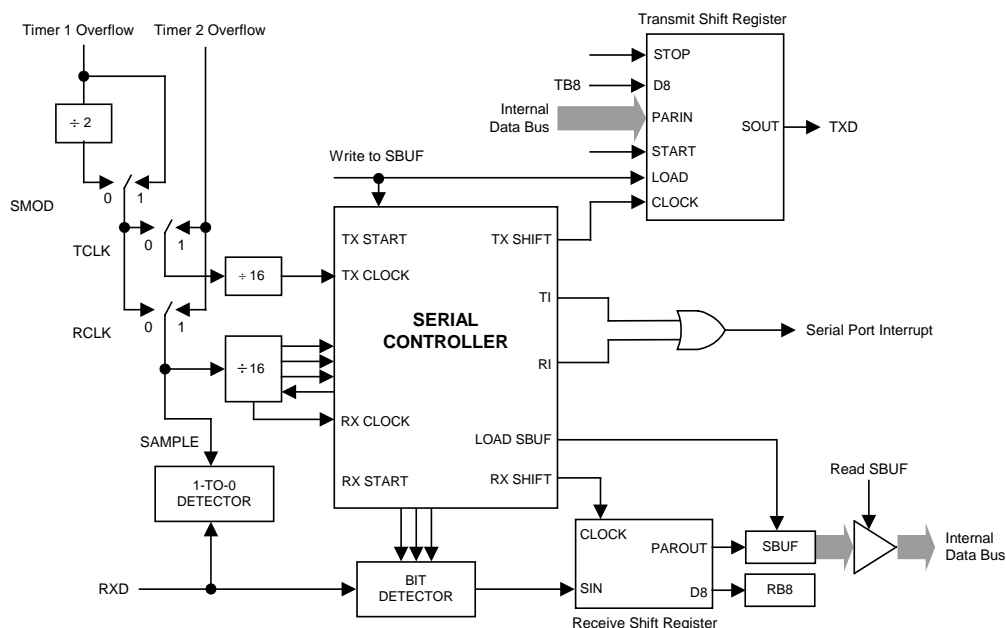 Timer 1 Overflow
Timer 2 Overflow
÷ 2
SMOD
0
1
TCLK
0
1
RCLK
0
1
÷ 16
÷ 16
SAMPLE
1-TO-0
DETECTOR
RXD
Write to SBUF
TX START
TX CLOCK
SERIAL
CONTROLLER
RX CLOCK
RX START
TX SHIFT
TI
RI
LOAD SBUF
RX SHIFT
BIT
DETECTOR
Transmit Shift Register
STOP
TB8
D8
Internal
Data Bus
PARIN
START
LOAD
CLOCK
SOUT
TXD
Serial Port Interrupt
CLOCK
PAROUT
SIN
D8
Receive Shift Register
SBUF
RB8
Read SBUF
Internal
Data Bus